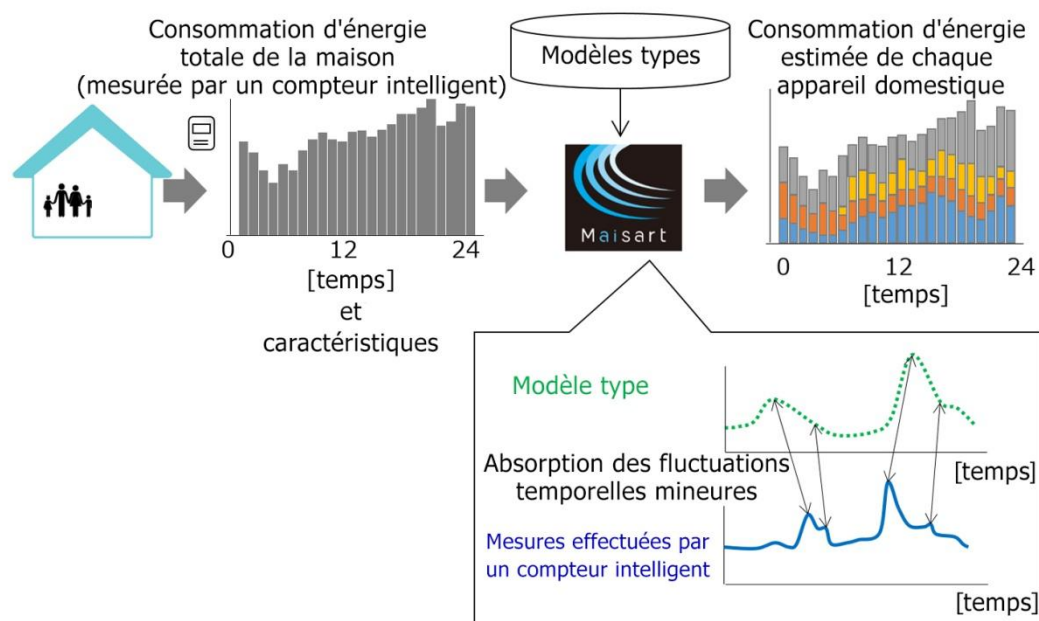 Consommation d'énergie
totale de la maison
(mesurée par un compteur intelligent)
0
12
24
[temps]
et
caractéristiques
Modèles types
Maisart
Consommation d'énergie
estimée de chaque
appareil domestique
0
12
24
[temps]
Modèle type
[temps]
Absorption des fluctuations
temporelles mineures
Mesures effectuées par
un compteur intelligent
[temps]